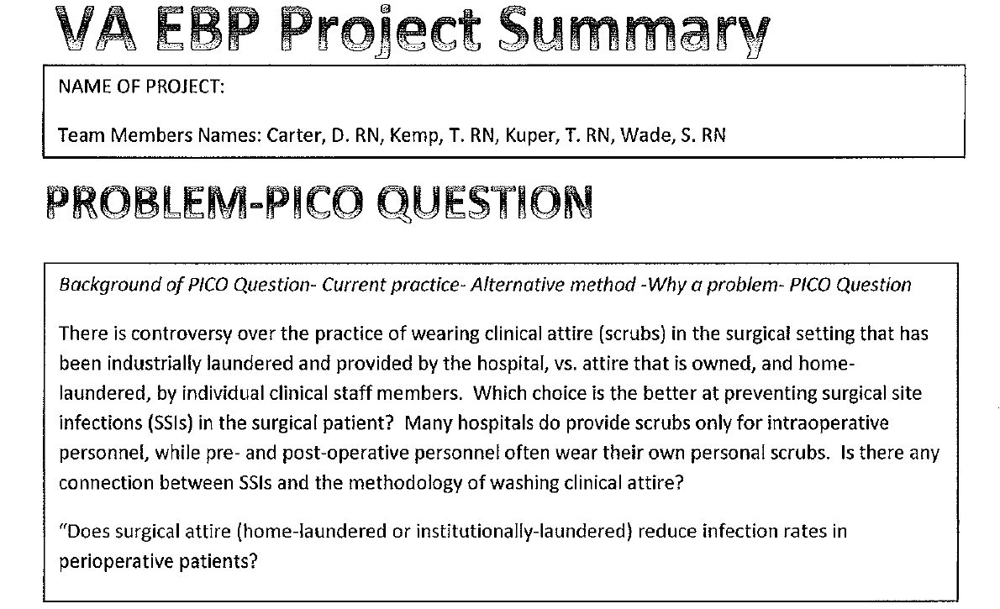 VA EBP Project Summary
NAME OF PROJECT:
Team Members Names: Carter, D. RN, Kemp, T. RN, Kuper, T. RN, Wade, S. RN
PROBLEM-PICO QUESTION
Background of PICO Question- Current practice- Alternative method -Why a problem- PICO Question
There is controversy over the practice of wearing clinical attire (scrubs) in the surgical setting that has
been industrially laundered and provided by the hospital, vs. attire that is owned, and home-
laundered, by individual clinical staff members.  Which choice is the better at preventing surgical site
infections (SSIs) in the surgical patient?  Many hospitals do provide scrubs only for intraoperative
personnel, while pre- and post-operative personnel often wear their own personal scrubs.  Is there any
connection between SSIs and the methodology of washing clinical attire?
“Does surgical attire (home-laundered or institutionally-laundered) reduce infection rates in
perioperative patients?